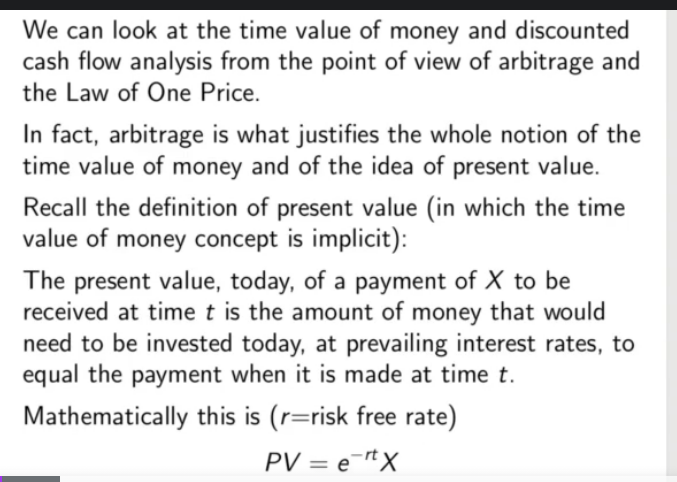 We can look at the time value of money and discounted
cash flow analysis from the point of view of arbitrage and
the Law of One Price.
In fact, arbitrage is what justifies the whole notion of the
time value of money and of the idea of present value.
Recall the definition of present value (in which the time
value of money concept is implicit):
The present value, today, of a payment of X to be
received at time t is the amount of money that would
need to be invested today, at prevailing interest rates, to
equal the payment when it is made at time t.
Mathematically this is (r=risk free rate)
PV = e⁻ʳᵗX